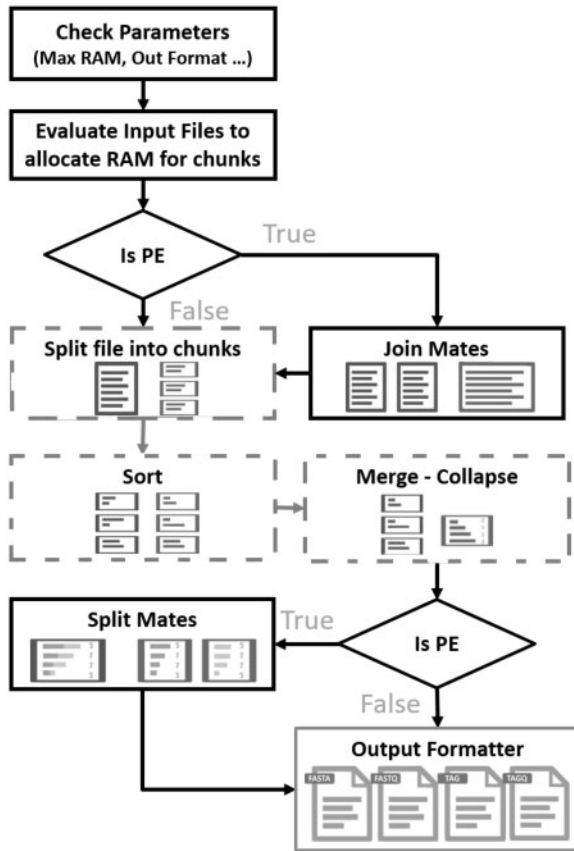 Check Parameters
(Max RAM, Out Format ...)
Evaluate Input Files to
allocate RAM for chunks
Is PE
True
False
Split file into chunks
Join Mates
Sort
Merge - Collapse
Split Mates
True
Is PE
False
Output Formatter
FASTA FASTQ TAG TAGQ